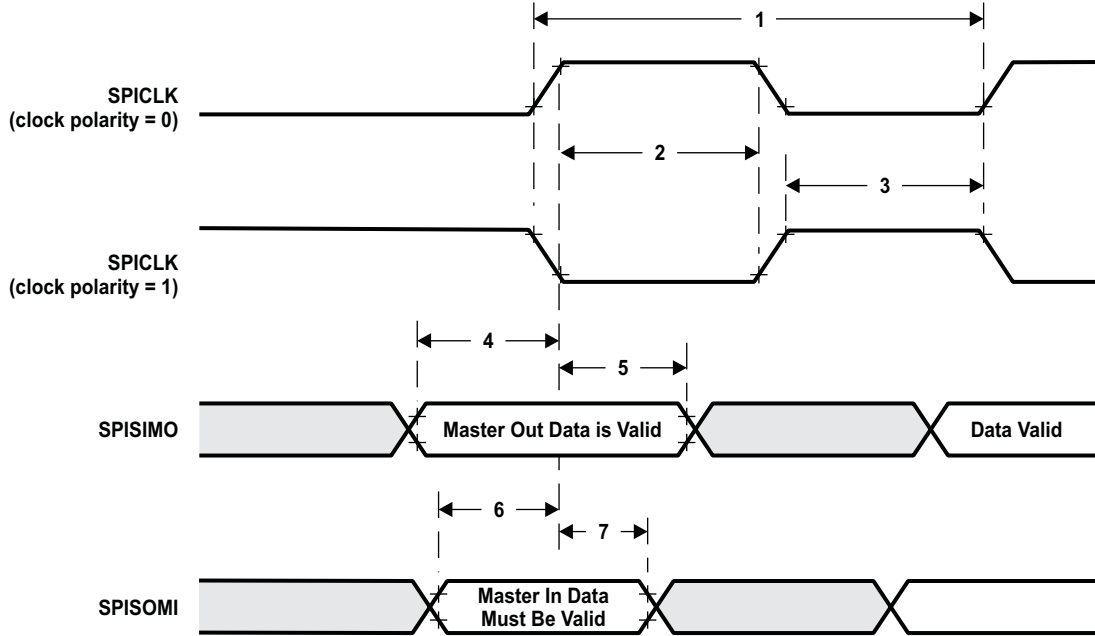 1
SPICLK
(clock polarity = 0)
2
3
SPICLK
(clock polarity = 1)
4
5
SPISIMO
Master Out Data is Valid
Data Valid
6
7
SPISOMI
Master In Data
Must Be Valid